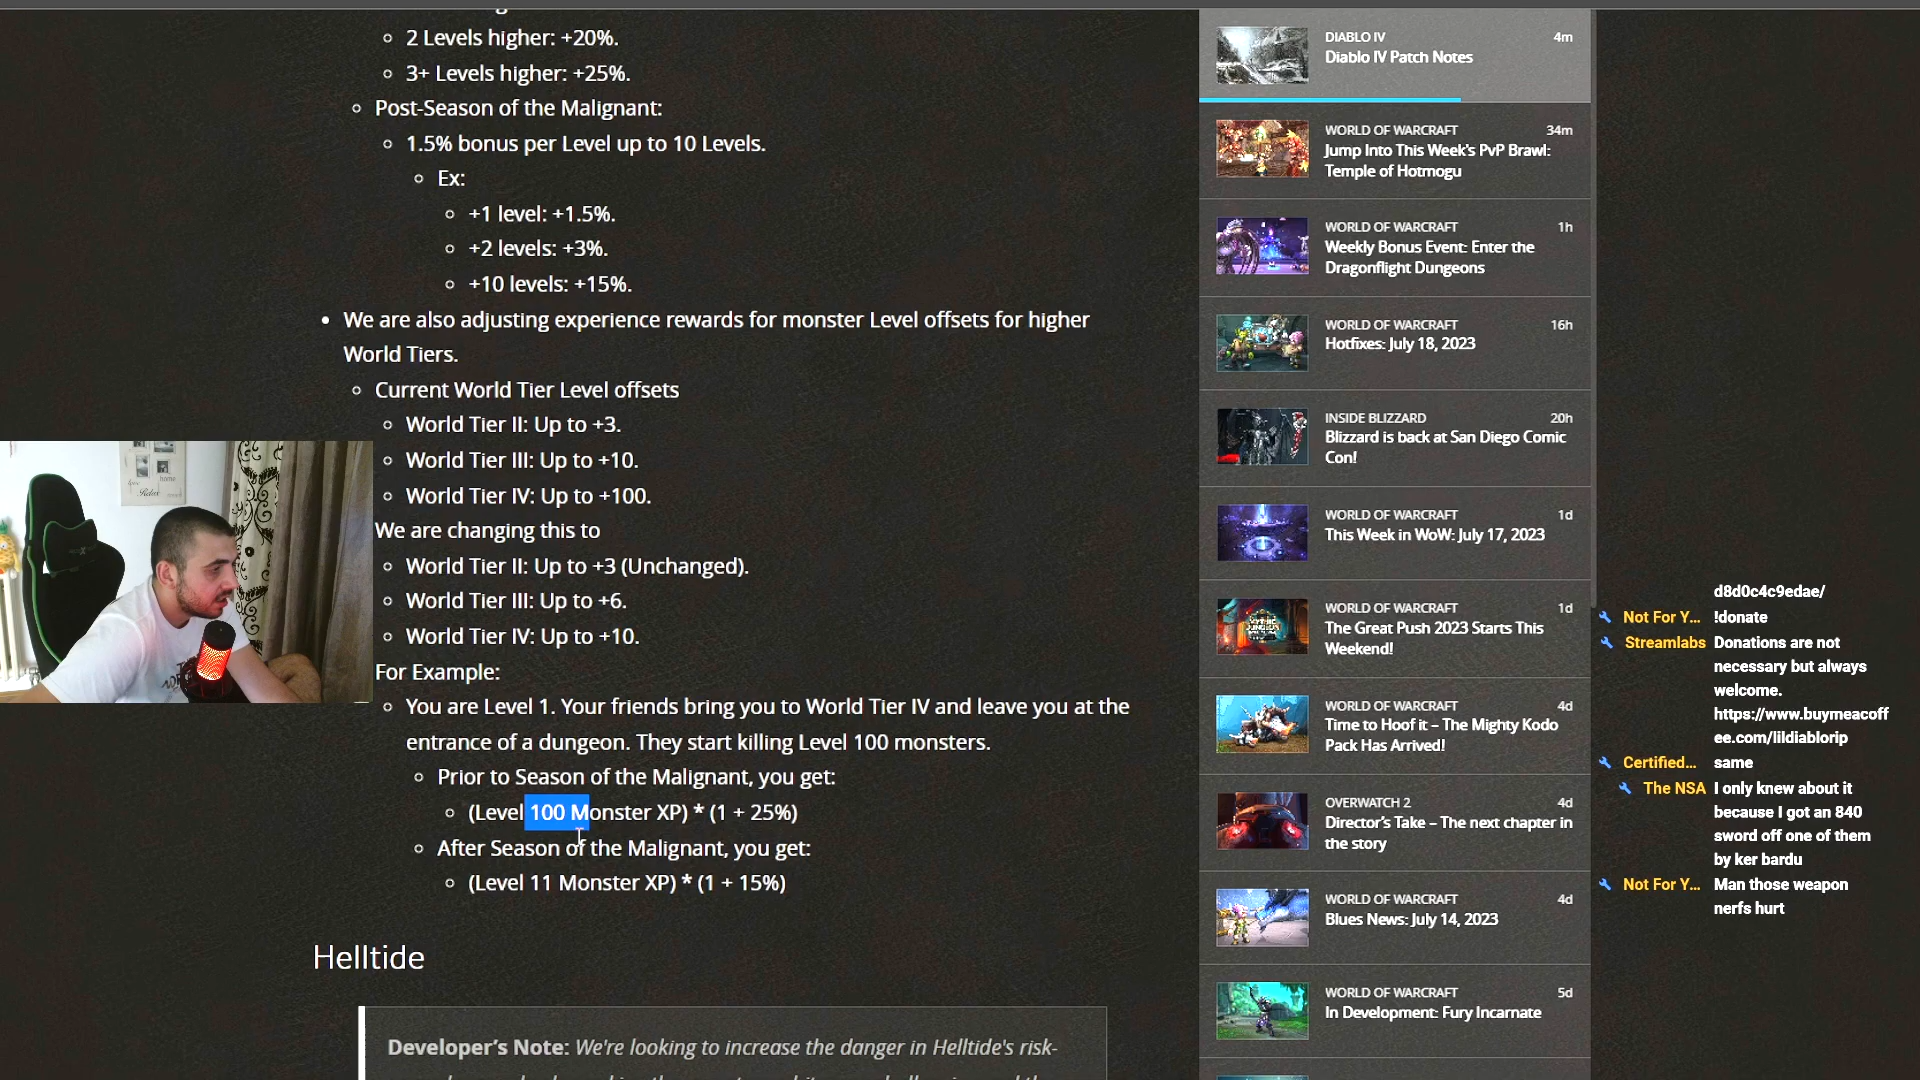 2 Levels higher: +20%.
3+ Levels higher: +25%.
Post-Season of the Malignant:
1.5% bonus per Level up to 10 Levels.
Ex:
+1 level: +1.5%.
+2 levels: +3%.
+10 levels: +15%.
We are also adjusting experience rewards for monster Level offsets for higher
World Tiers.
Current World Tier Level offsets
World Tier II: Up to +3.
World Tier III: Up to +10.
World Tier IV: Up to +100.
We are changing this to
World Tier II: Up to +3 (Unchanged).
World Tier III: Up to +6.
World Tier IV: Up to +10.
For Example:
You are Level 1. Your friends bring you to World Tier IV and leave you at the
entrance of a dungeon. They start killing Level 100 monsters.
Prior to Season of the Malignant, you get:
(Level 100 Monster XP) * (1 + 25%)
After Season of the Malignant, you get:
(Level 11 Monster XP) * (1 + 15%)
Helltide
Developer's Note: We're looking to increase the danger in Helltide's risk-
DIABLO IV 4m
Diablo IV Patch Notes
WORLD OF WARCRAFT 34m
Jump Into This Week's PvP Brawl:
Temple of Hotmogu
WORLD OF WARCRAFT 1h
Weekly Bonus Event: Enter the
Dragonflight Dungeons
WORLD OF WARCRAFT 16h
Hotfixes: July 18, 2023
INSIDE BLIZZARD 20h
Blizzard is back at San Diego Comic
Con!
WORLD OF WARCRAFT 1d
This Week in WoW: July 17, 2023
WORLD OF WARCRAFT 1d
The Great Push 2023 Starts This
Weekend!
WORLD OF WARCRAFT 4d
Time to Hoof it – The Mighty Kodo
Pack Has Arrived!
OVERWATCH 2 4d
Director's Take – The next chapter in
the story
WORLD OF WARCRAFT 4d
Blues News: July 14, 2023
WORLD OF WARCRAFT 5d
In Development: Fury Incarnate
d8d0c4c9edae/
Not For Y... !donate
Streamlabs Donations are not
necessary but always
welcome.
https://www.buymeacoff
ee.com/lildiablorip
Certified... same
The NSA I only knew about it
because I got an 840
sword off one of them
by ker bardu
Not For Y... Man those weapon
nerfs hurt